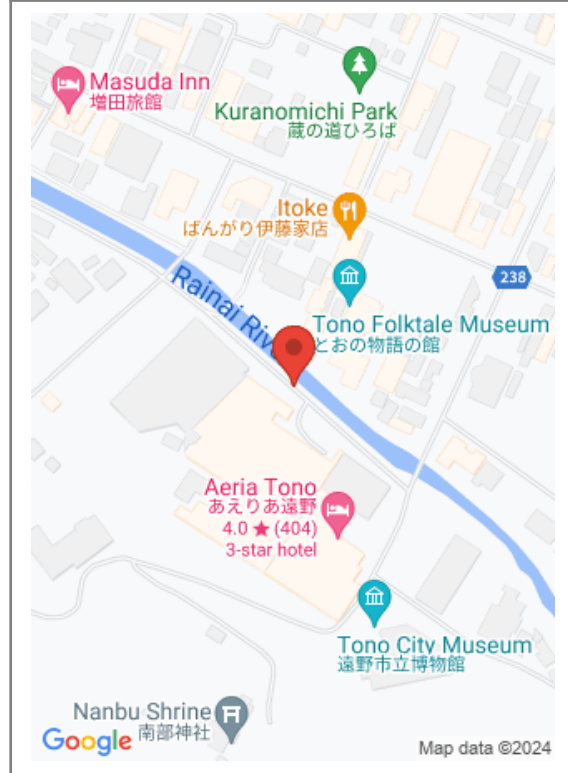 Masuda Inn
増田旅館
Kuranomichi Park
蔵の道ひろば
Itoke
ばんがり伊藤家店
238
Rainai Riv
Tono Folktale Museum
とおの物語の館
Aeria Tono
あえりあ遠野
4.0 ★ (404)
3-star hotel
Tono City Museum
遠野市立博物館
Nanbu Shrine
南部神社
Google
Map data ©2024